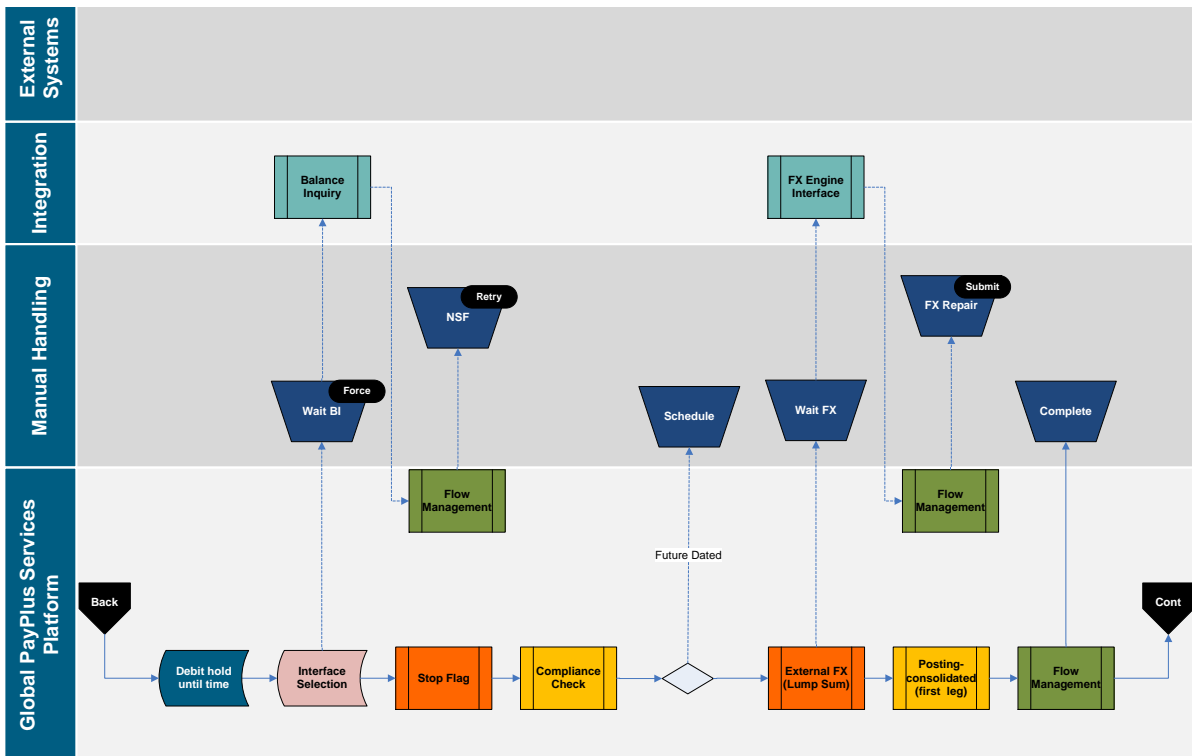 External
Systems
Integration
Balance
Inquiry
FX Engine
Interface
Manual Handling
Retry
NSF
Submit
FX Repair
Force
Wait BI
Schedule
Wait FX
Complete
Global PayPlus Services
Platform
Flow
Management
Flow
Management
Future Dated
Back
Cont
Debit hold
until time
Interface
Selection
Stop Flag
Compliance
Check
External FX
(Lump Sum)
Posting-
consolidated
(first leg)
Flow
Management